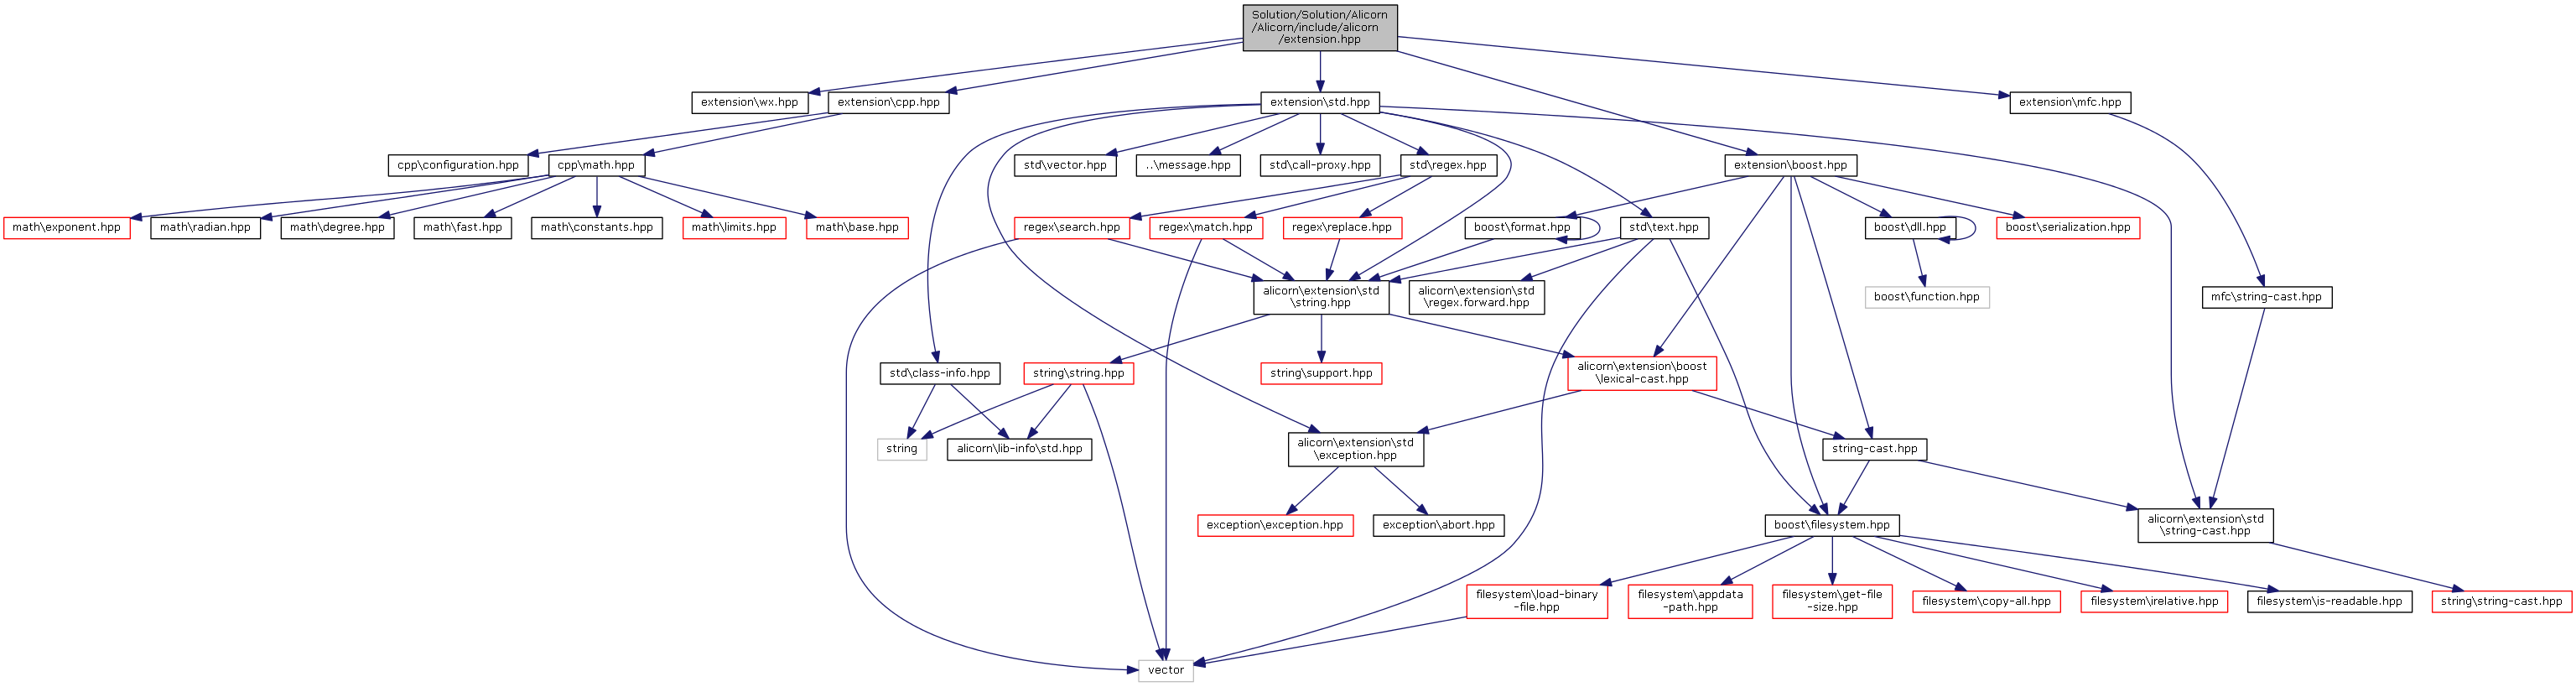 Solution/Solution/Alicorn
/Alicorn/include/alicorn
/extension.hpp
extension\wx.hpp
extension\cpp.hpp
extension\std.hpp
extension\mfc.hpp
cpp\configuration.hpp
cpp\math.hpp
std\vector.hpp
..\message.hpp
std\call-proxy.hpp
std\regex.hpp
extension\boost.hpp
math\exponent.hpp
math\radian.hpp
math\degree.hpp
math\fast.hpp
math\constants.hpp
math\limits.hpp
math\base.hpp
regex\search.hpp
regex\match.hpp
regex\replace.hpp
boost\format.hpp
std\text.hpp
boost\dll.hpp
boost\serialization.hpp
alicorn\extension\std
\string.hpp
alicorn\extension\std
\regex.forward.hpp
boost\function.hpp
mfc\string-cast.hpp
std\class-info.hpp
string\string.hpp
string\support.hpp
alicorn\extension\boost
\lexical-cast.hpp
string
alicorn\lib-info\std.hpp
alicorn\extension\std
\exception.hpp
string-cast.hpp
exception\exception.hpp
exception\abort.hpp
boost\filesystem.hpp
alicorn\extension\std
\string-cast.hpp
filesystem\load-binary
-file.hpp
filesystem\appdata
-path.hpp
filesystem\get-file
-size.hpp
filesystem\copy-all.hpp
filesystem\irelative.hpp
filesystem\is-readable.hpp
string\string-cast.hpp
vector